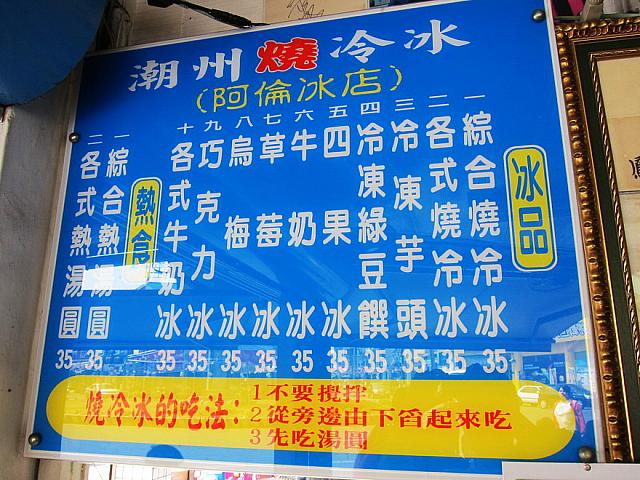 潮州燒冷冰
(阿倫冰店)
冰品
一 綜合燒冷冰 35
二 各式燒冷冰 35
三 冷凍芋頭 35
四 冷凍綠豆饌 35
五 四果冰 35
六 牛奶冰 35
七 草莓冰 35
八 烏梅冰 35
九 巧克力冰 35
十 各式牛奶冰 35
熱食
一 綜合熱湯圓 35
二 各式熱湯圓 35
燒冷冰的吃法:
1不要攪拌
2從旁邊由下舀起來吃
3先吃湯圓